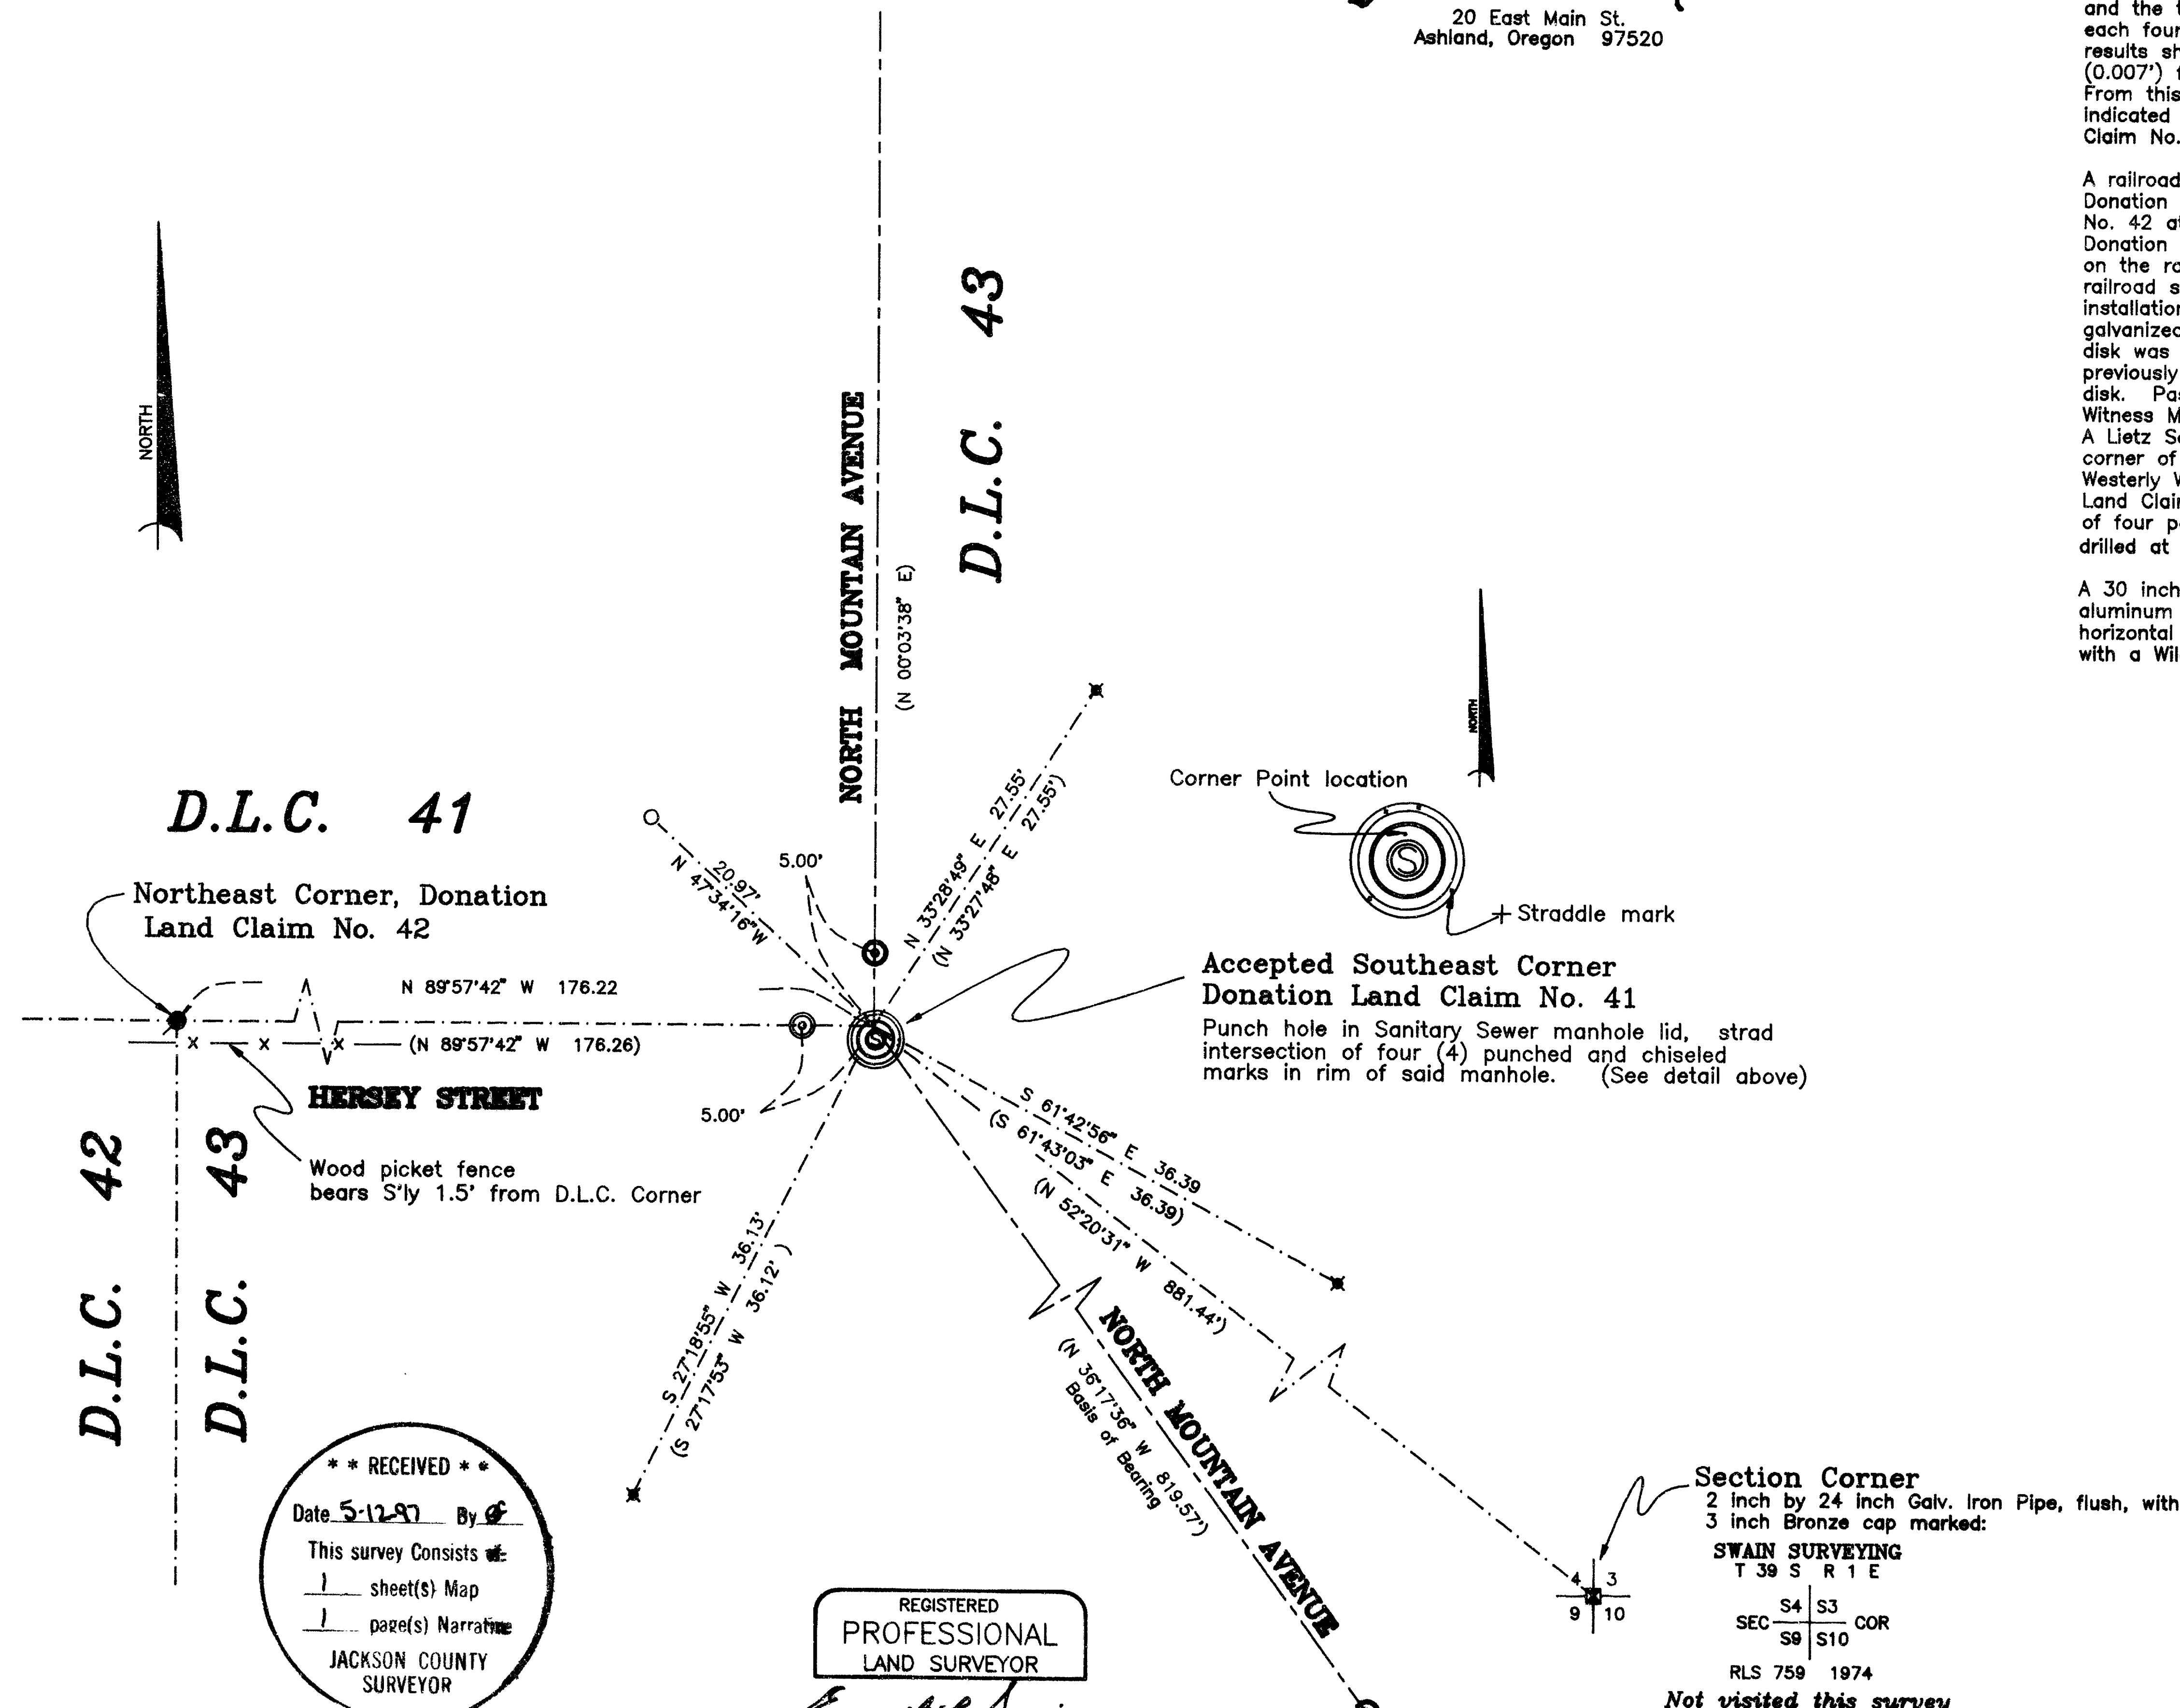 20 East Main St.
Ashland, Oregon 97520
and the
each four
results
(0.007')
From this
indicated
Claim No.
A railroad
Donation
No. 42
Donation
on the
railroad
installation
galvanized
disk was
previously
disk.
Witness
A Lietz
corner of
Westerly
Land
of four
drilled at
A 30 inch
aluminum
horizontal
with a
NORTH
D.L.C. 43
NORTH MOUNTAIN AVENUE
(N 00°03'38" E)
NORTH
Corner Point location
Straddle mark
D.L.C. 41
Northeast Corner, Donation
Land Claim No. 42
20.97'
N 47°34'16" W
5.00'
N 33°28'49" E 27.55'
(N 33°27'48" E 27.55')
N 89°57'42" W 176.22
(N 89°57'42" W 176.26)
x x x
S
S
Accepted Southeast Corner
Donation Land Claim No. 41
Punch hole in Sanitary Sewer manhole lid, strad
intersection of four (4) punched and chiseled
marks in rim of said manhole. (See detail above)
HERSEY STREET
5.00'
Wood picket fence
bears S'ly 1.5' from D.L.C. Corner
D.L.C. 42
D.L.C. 43
S 27°18'55" W 36.13'
(S 27°17'53" W 36.12' )
S 61°42'56" E 36.39
(S 61°43'03" E 36.39)
(N 52°20'31" W 881.44')
NORTH MOUNTAIN AVENUE
(N 36°17'36" W 819.57')
Basis of Bearing
* * RECEIVED * *
Date 5-12-97 By
This survey Consists of:
1 sheet(s) Map
1 page(s) Narrative
JACKSON COUNTY
SURVEYOR
REGISTERED
PROFESSIONAL
LAND SURVEYOR
Section Corner
2 inch by 24 inch Galv. Iron Pipe, flush, with
3 inch Bronze cap marked:
SWAIN SURVEYING
T 39 S R 1 E
4 3
9 10
S4 S3
SEC COR
S9 S10
RLS 759 1974
Not visited this survey